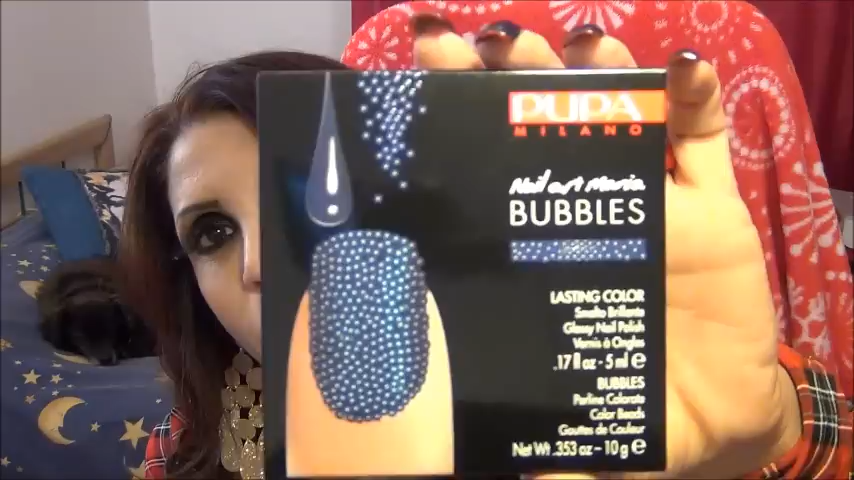 PUPA
MILANO
Nail art Mania
BUBBLES
LASTING COLOR
Smalto Brillante
Glossy Nail Polish
Vernis à Ongles
.17 fl oz - 5 ml e
BUBBLES
Perline Colorate
Color Beads
Gouttes de Couleur
Net Wt .353 oz - 10 g e